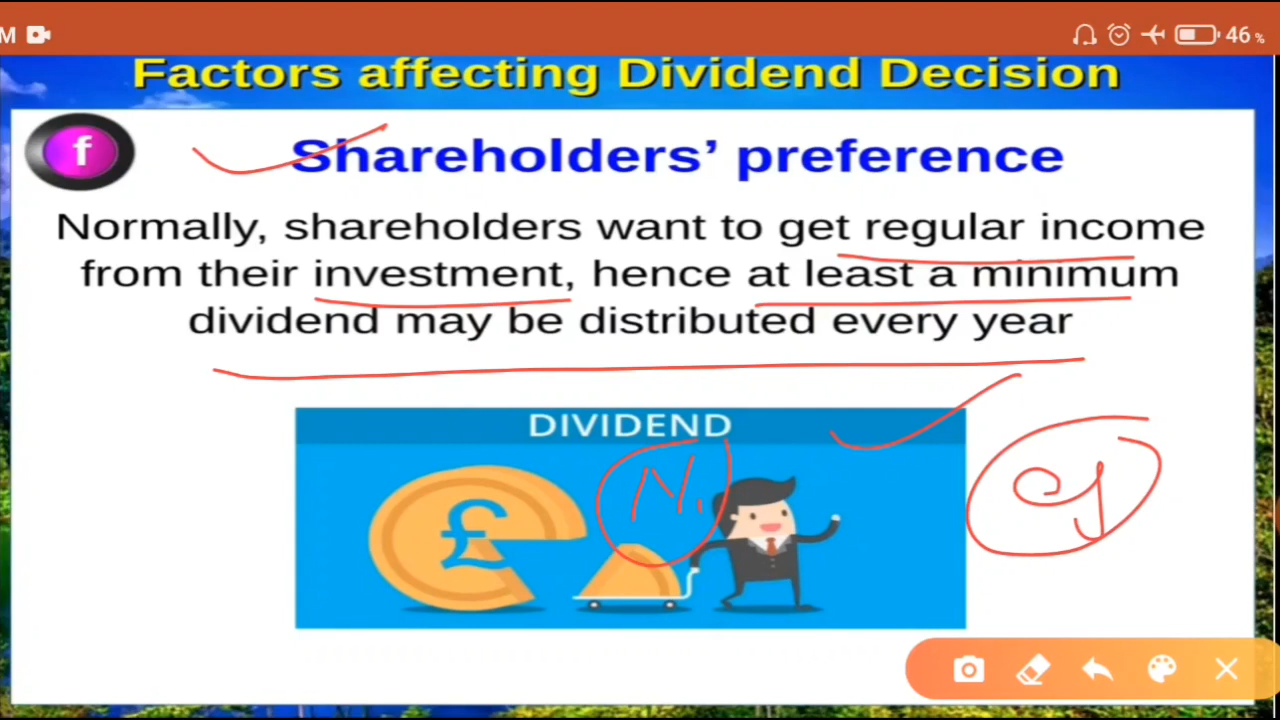 M 46%
Factors affecting Dividend Decision
f Shareholders’ preference
Normally, shareholders want to get regular income
from their investment, hence at least a minimum
dividend may be distributed every year
DIVIDEND
£